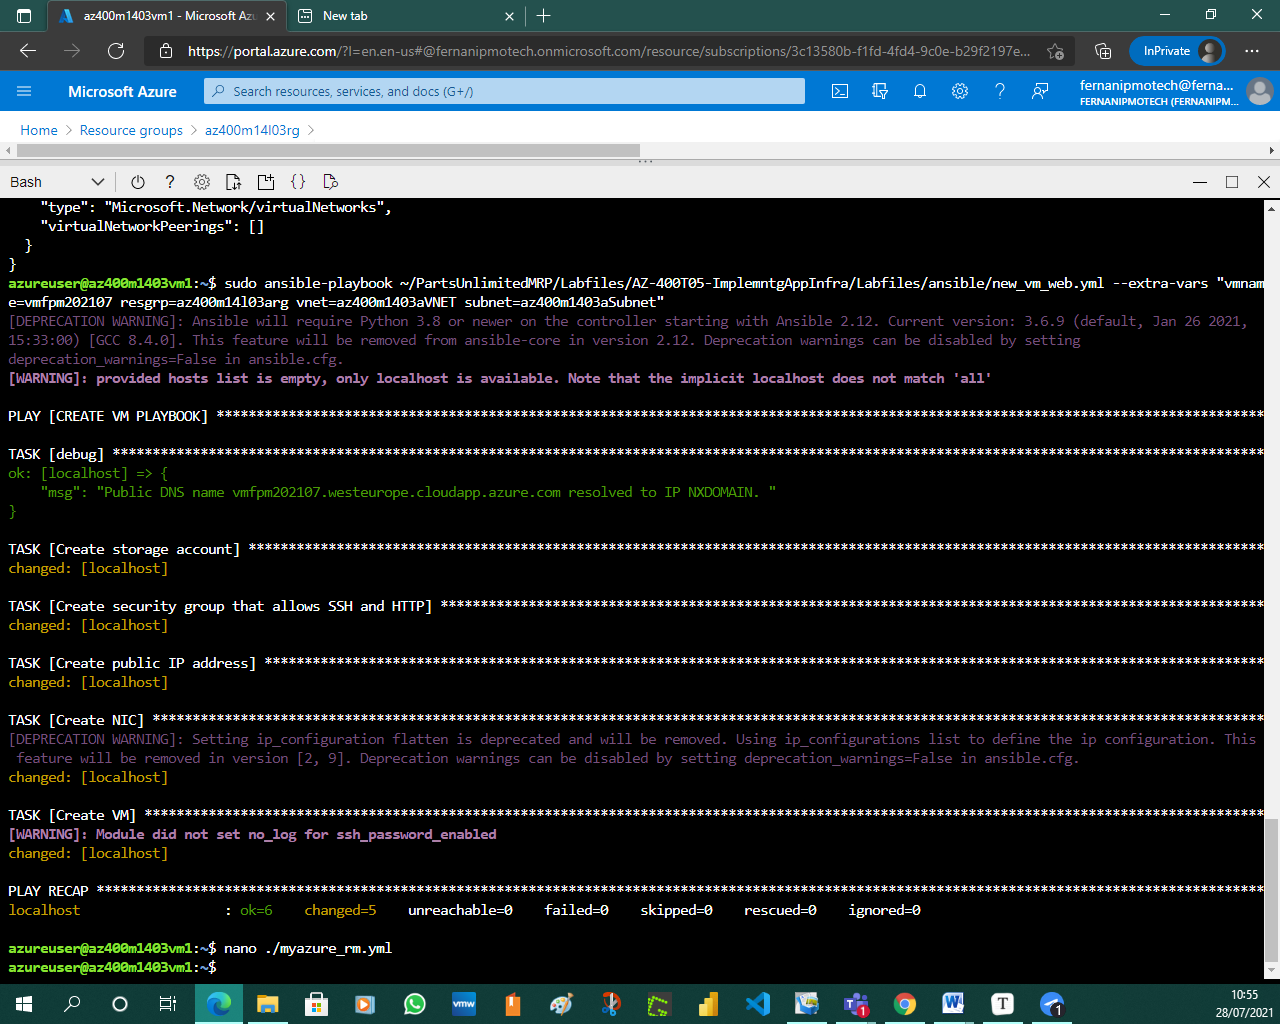 az400m1403vm1 - Microsoft Azu
New tab
https://portal.azure.com/?l=en.en-us#@fernanipmotech.onmicrosoft.com/resource/subscriptions/3c13580b-f1fd-4fd4-9c0e-b29f2197e...
InPrivate
Microsoft Azure
Search resources, services, and docs (G+/)
fernanipmotech@ferna...
FERNANIPMOTECH (FERNANIPM...
Home > Resource groups > az400m14l03rg >
Bash
"type": "Microsoft.Network/virtualNetworks",
"virtualNetworkPeerings": []
}
}
azureuser@az400m1403vm1:~$ sudo ansible-playbook ~/PartsUnlimitedMRP/Labfiles/AZ-400T05-ImplemntgAppInfra/Labfiles/ansible/new_vm_web.yml --extra-vars "vmnam
e=vmfpm202107 resgrp=az400m14l03arg vnet=az400m1403aVNET subnet=az400m1403aSubnet"
[DEPRECATION WARNING]: Ansible will require Python 3.8 or newer on the controller starting with Ansible 2.12. Current version: 3.6.9 (default, Jan 26 2021,
15:33:00) [GCC 8.4.0]. This feature will be removed from ansible-core in version 2.12. Deprecation warnings can be disabled by setting
deprecation_warnings=False in ansible.cfg.
[WARNING]: provided hosts list is empty, only localhost is available. Note that the implicit localhost does not match 'all'
PLAY [CREATE VM PLAYBOOK] ***********************************************************************************************************************************
TASK [debug] ************************************************************************************************************************************************
ok: [localhost] => {
"msg": "Public DNS name vmfpm202107.westeurope.cloudapp.azure.com resolved to IP NXDOMAIN. "
}
TASK [Create storage account] *******************************************************************************************************************************
changed: [localhost]
TASK [Create security group that allows SSH and HTTP] *******************************************************************************************************
changed: [localhost]
TASK [Create public IP address] *****************************************************************************************************************************
changed: [localhost]
TASK [Create NIC] *******************************************************************************************************************************************
[DEPRECATION WARNING]: Setting ip_configuration flatten is deprecated and will be removed. Using ip_configurations list to define the ip configuration. This
feature will be removed in version [2, 9]. Deprecation warnings can be disabled by setting deprecation_warnings=False in ansible.cfg.
changed: [localhost]
TASK [Create VM] ********************************************************************************************************************************************
[WARNING]: Module did not set no_log for ssh_password_enabled
changed: [localhost]
PLAY RECAP **************************************************************************************************************************************************
localhost : ok=6 changed=5 unreachable=0 failed=0 skipped=0 rescued=0 ignored=0
azureuser@az400m1403vm1:~$ nano ./myazure_rm.yml
azureuser@az400m1403vm1:~$
vmw
1
W
T
1
10:55
28/07/2021